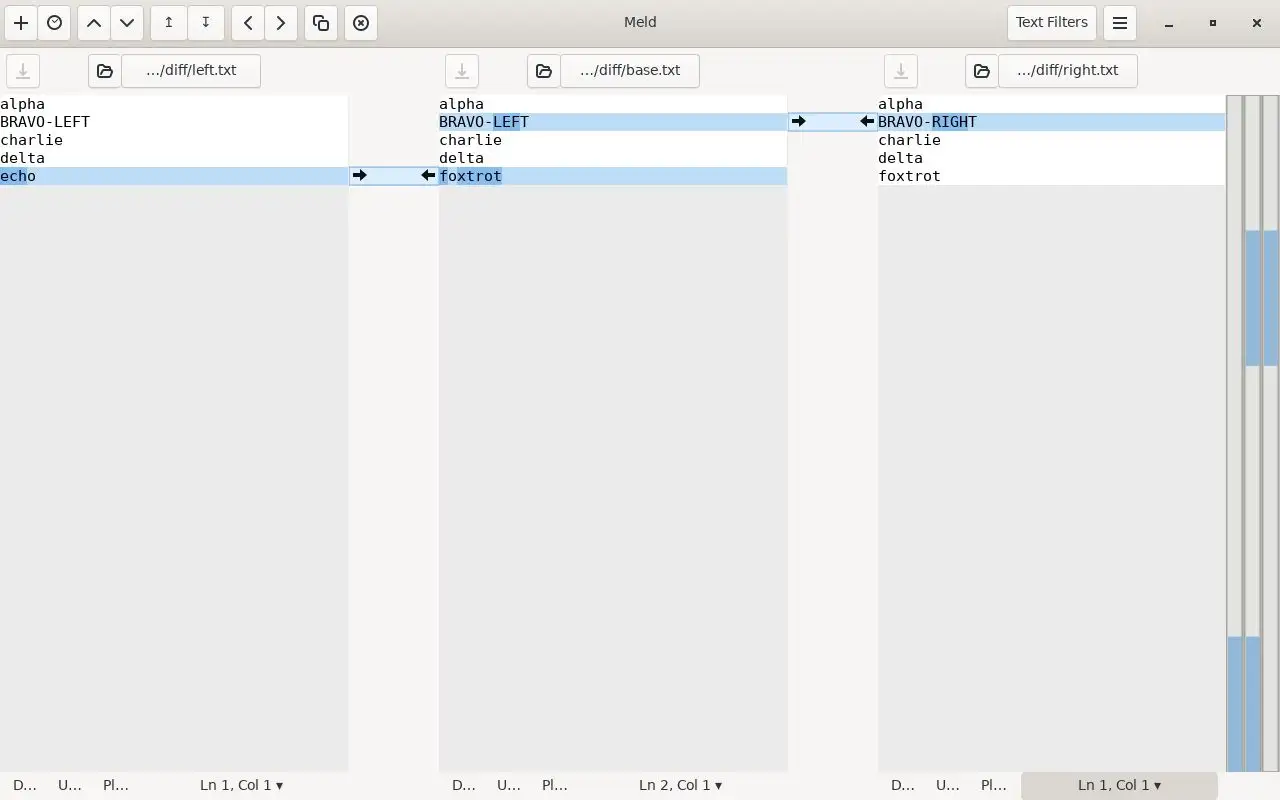 Meld
Text Filters
.../diff/left.txt
.../diff/base.txt
.../diff/right.txt
alpha
BRAVO-LEFT
charlie
delta
echo
alpha
BRAVO-LEFT
charlie
delta
foxtrot
alpha
BRAVO-RIGHT
charlie
delta
foxtrot
D... U... Pl... Ln 1, Col 1 ▾
D... U... Pl... Ln 2, Col 1 ▾
D... U... Pl... Ln 1, Col 1 ▾